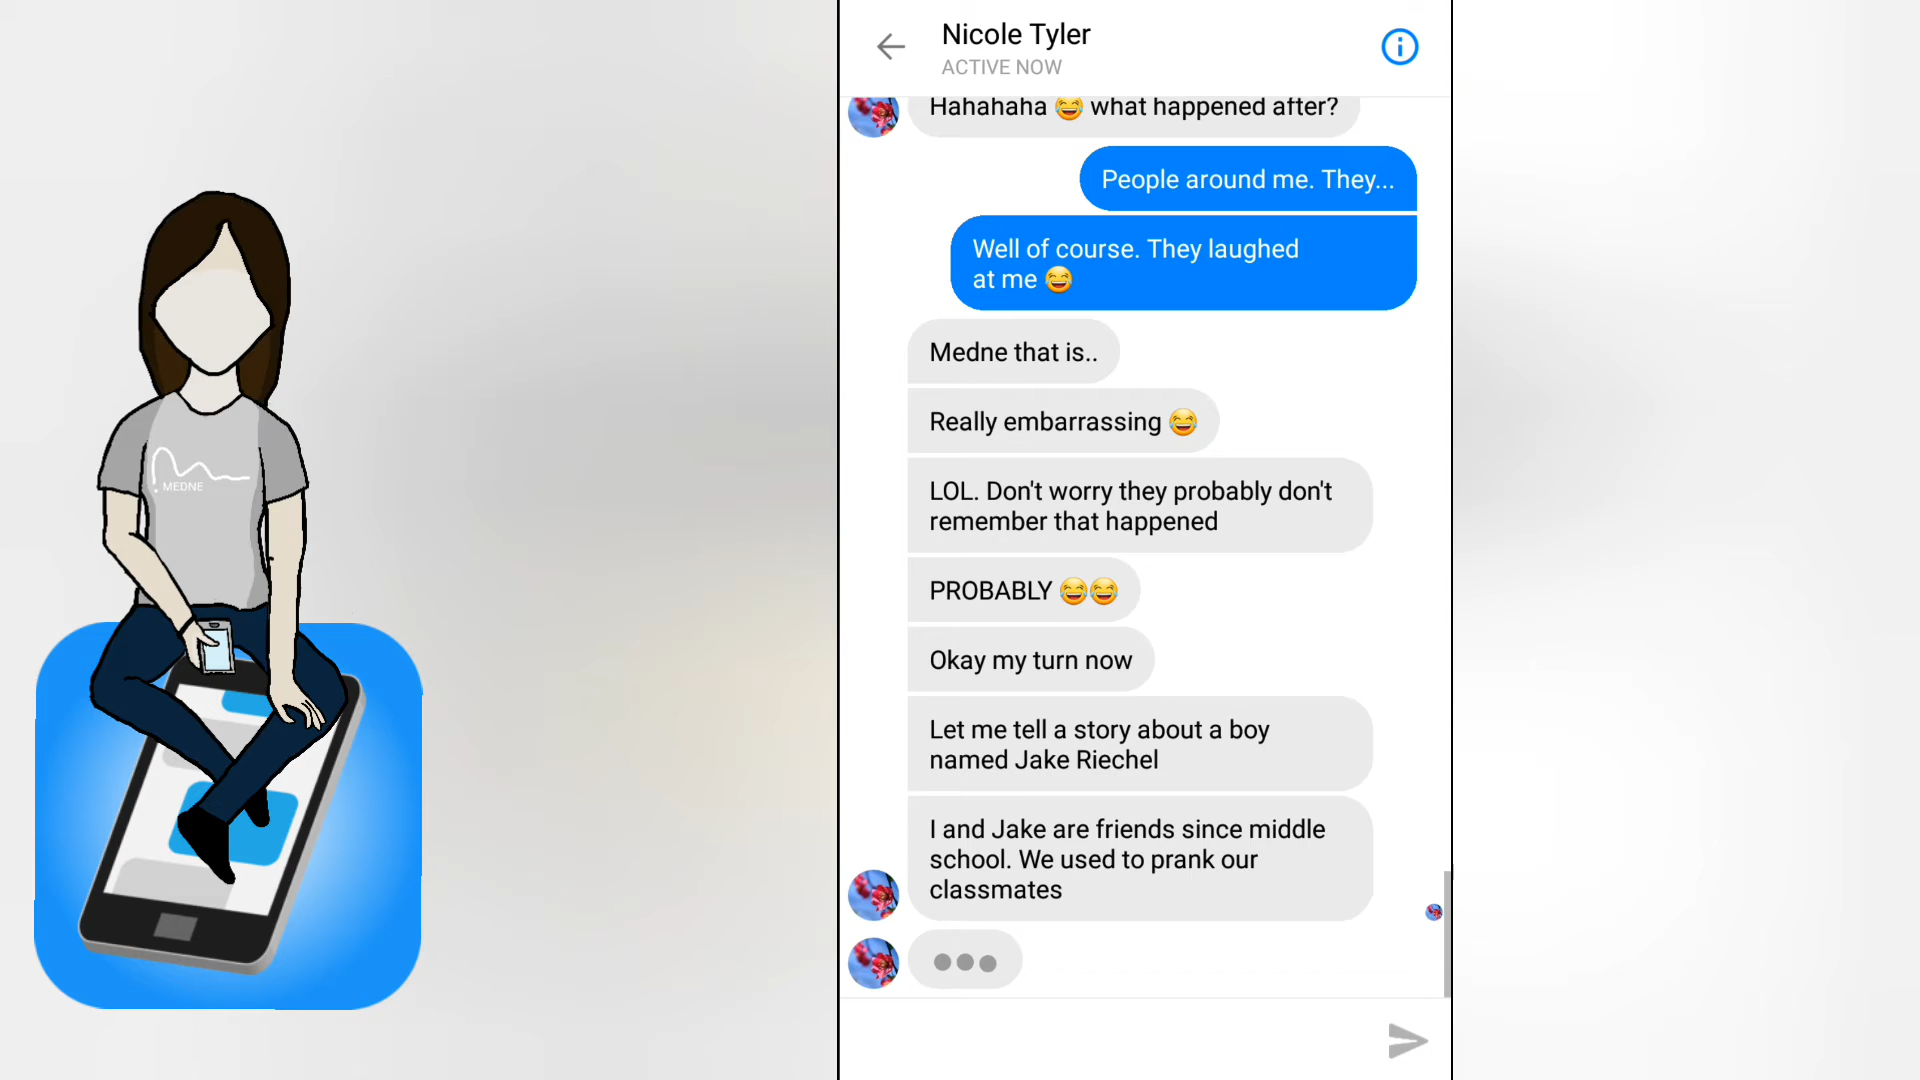 Nicole Tyler
ACTIVE NOW
Hahahaha 😂 what happened after?
People around me. They...
Well of course. They laughed
at me 😂
Medne that is..
Really embarrassing 😂
LOL. Don't worry they probably don't
remember that happened
PROBABLY 😂😂
Okay my turn now
Let me tell a story about a boy
named Jake Riechel
I and Jake are friends since middle
school. We used to prank our
classmates
MEDNE